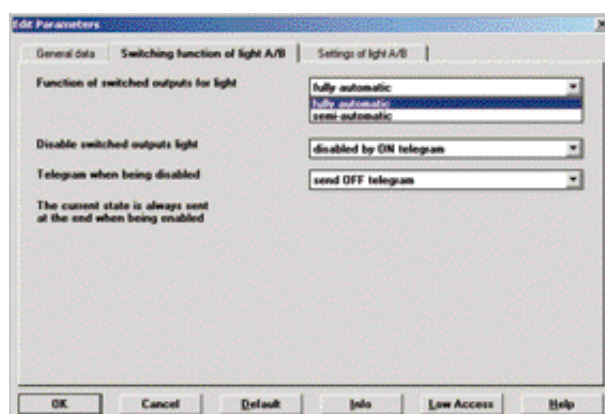 Edit Parameters
General data
Switching function of light A/B
Settings of light A/B
Function of switched outputs for light
fully automatic
fully automatic
semi-automatic
Disable switched outputs light
disabled by ON telegram
Telegram when being disabled
send OFF telegram
The current state is always sent
at the end when being enabled
OK
Cancel
Default
Info
Low Access
Help